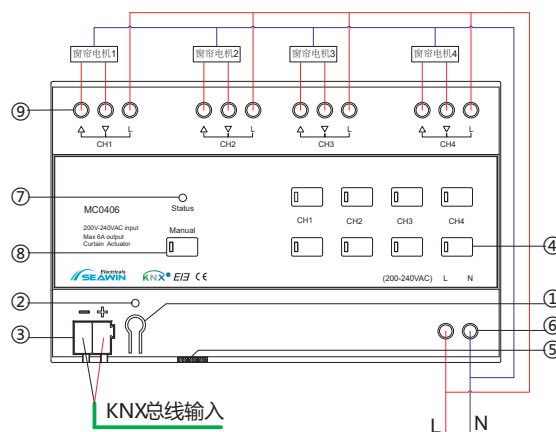 窗帘电机1 窗帘电机2 窗帘电机3 窗帘电机4
⑨
L L L L
CH1 CH2 CH3 CH4
⑦
Status
MC0406
200V-240VAC input
Max 6A output
Curtain Actuator
Manual
⑧
CH1 CH2 CH3 CH4
④
Electricals
SEAWIN KNX EIB CE
(200-240VAC) L N
②
①
③
− +
⑥
⑤
KNX总线输入
L N